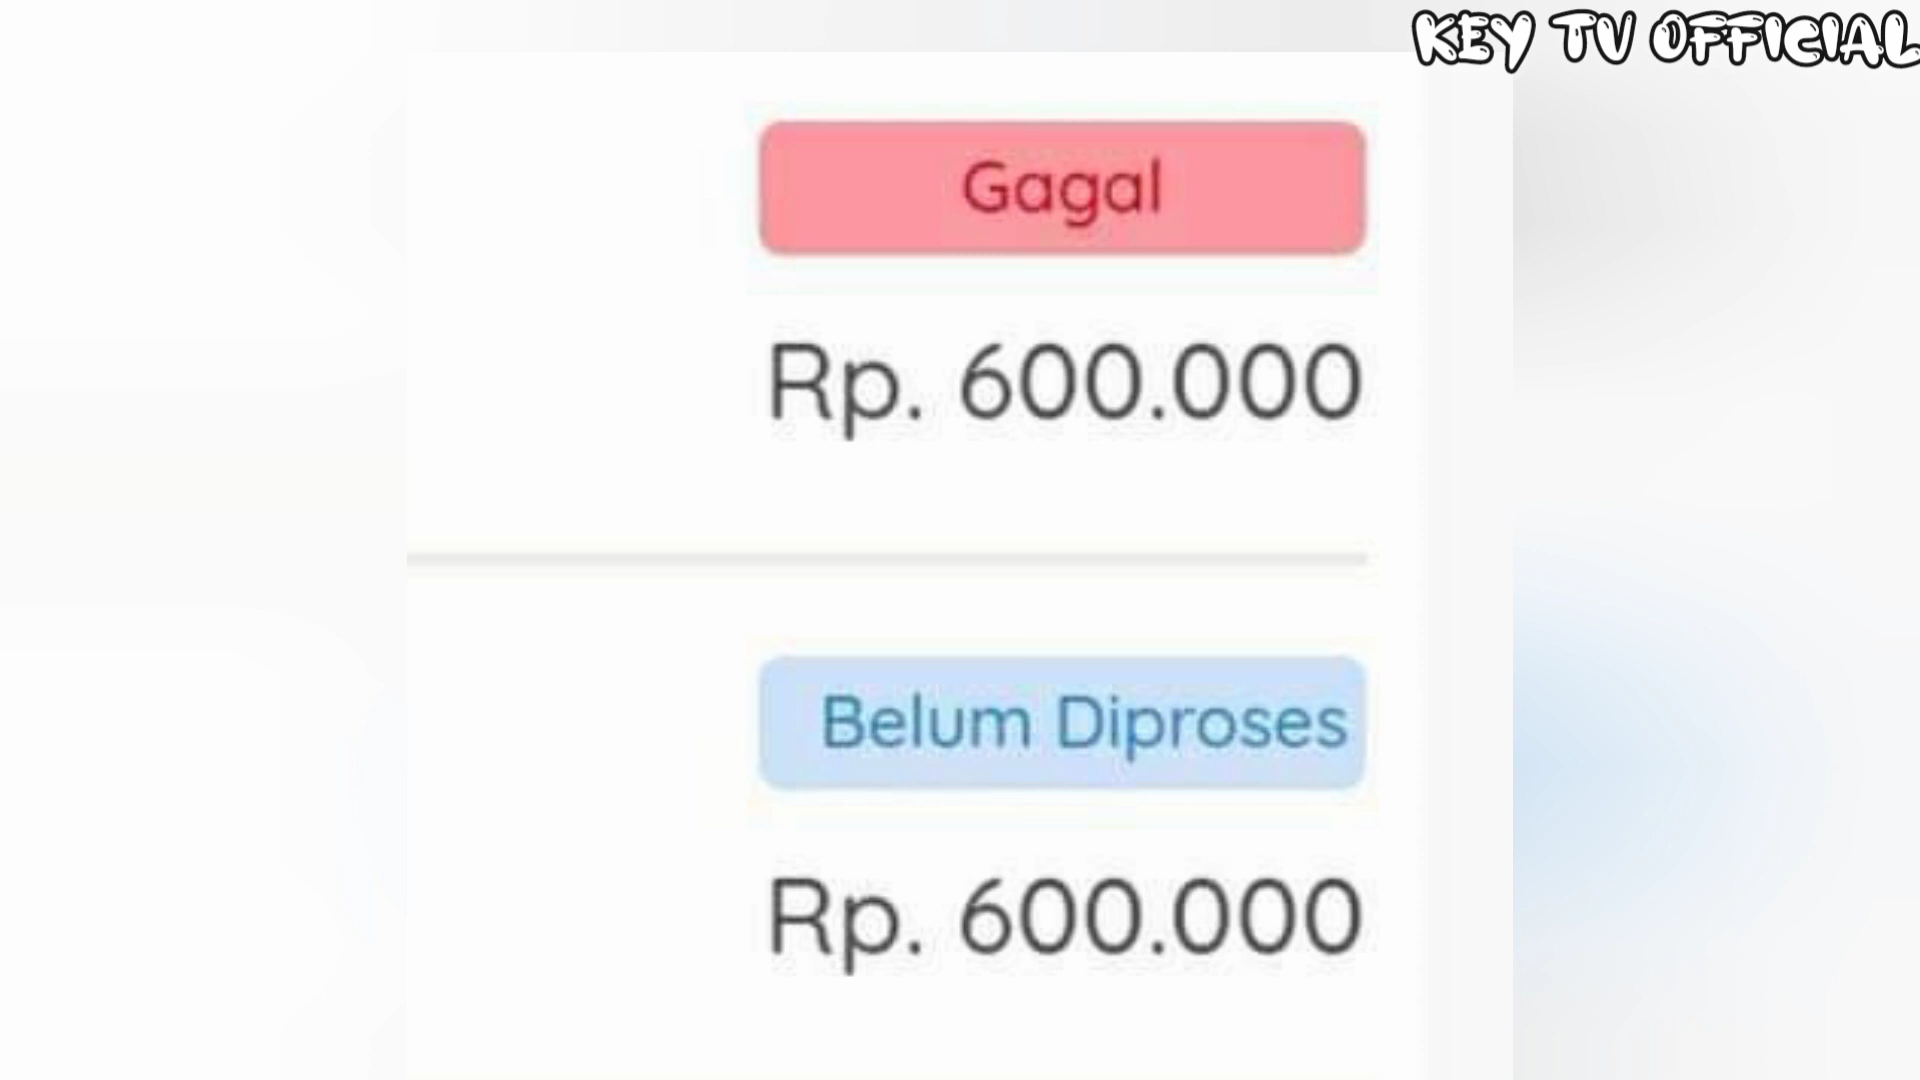 KEY TV OFFICIAL
Gagal
Rp. 600.000
Belum Diproses
Rp. 600.000